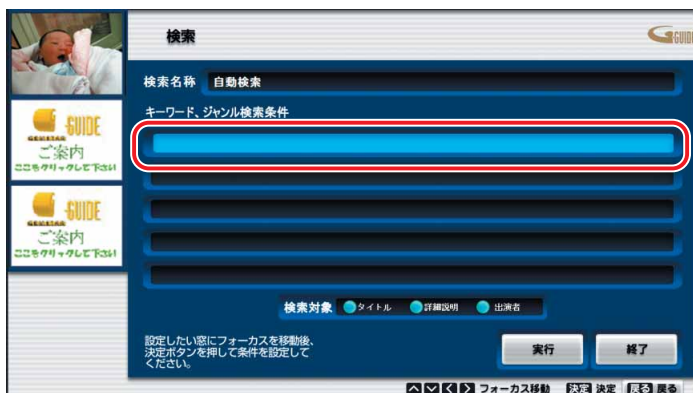 検索
G GUIDE
検索名称 自動検索
キーワード、ジャンル検索条件
G-GUIDE
GEMSTAR
ご案内
ここをクリックして下さい
G-GUIDE
GEMSTAR
ご案内
ここをクリックして下さい
検索対象 タイトル 詳細説明 出演者
設定したい窓にフォーカスを移動後、
決定ボタンを押して条件を設定して
ください。
実行 終了
フォーカス移動 決定 決定 戻る 戻る